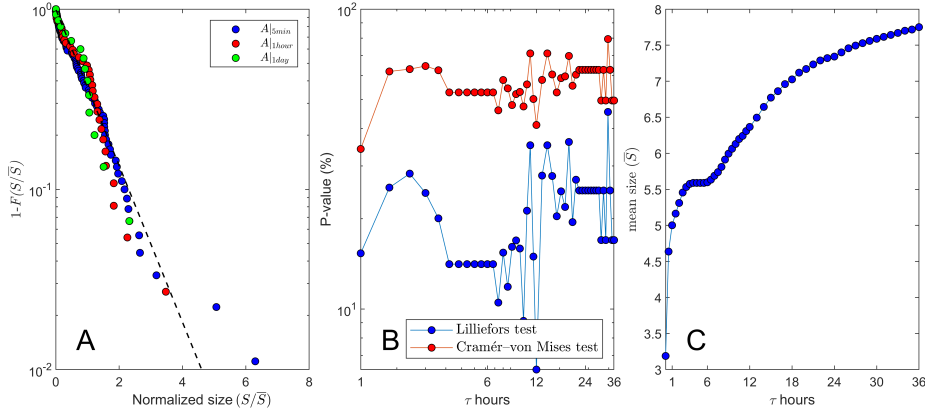 10^0
10^-1
10^-2
1-F(S/S̅)
0
2
4
6
8
Normalized size (S/S̅)
A|5min
A|1hour
A|1day
A
10^2
10^1
P-value (%)
1
6
12
24
36
τ hours
Lilliefors test
Cramér–von Mises test
B
8
7.5
7
6.5
6
5.5
5
4.5
4
3.5
3
mean size (S̅)
1
6
12
18
24
30
36
τ hours
C